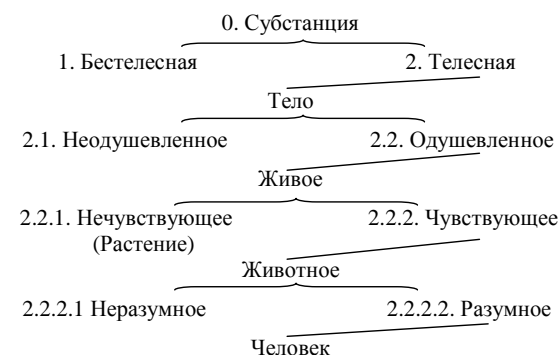 0. Субстанция
1. Бестелесная 2. Телесная
Тело
2.1. Неодушевленное 2.2. Одушевленное
Живое
2.2.1. Нечувствующее 2.2.2. Чувствующее
(Растение)
Животное
2.2.2.1 Неразумное 2.2.2.2. Разумное
Человек